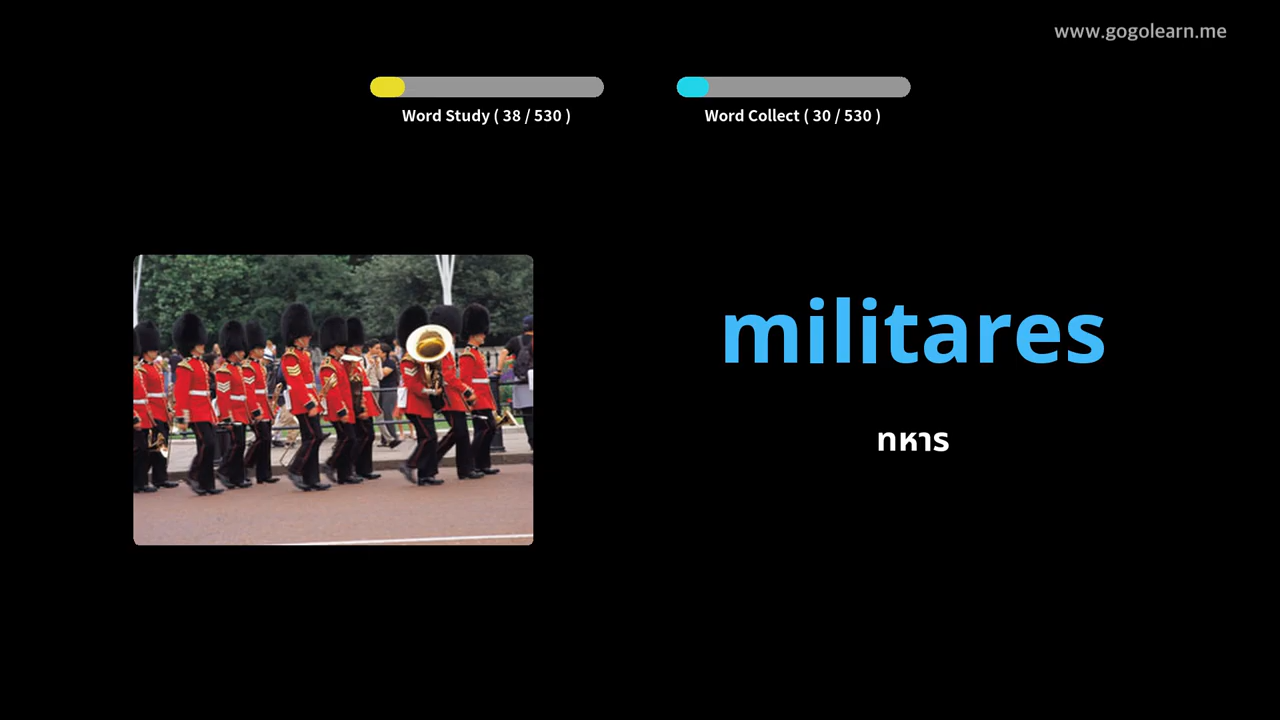 www.gogolearn.me
Word Study ( 38 / 530 )
Word Collect ( 30 / 530 )
militares
ทหาร